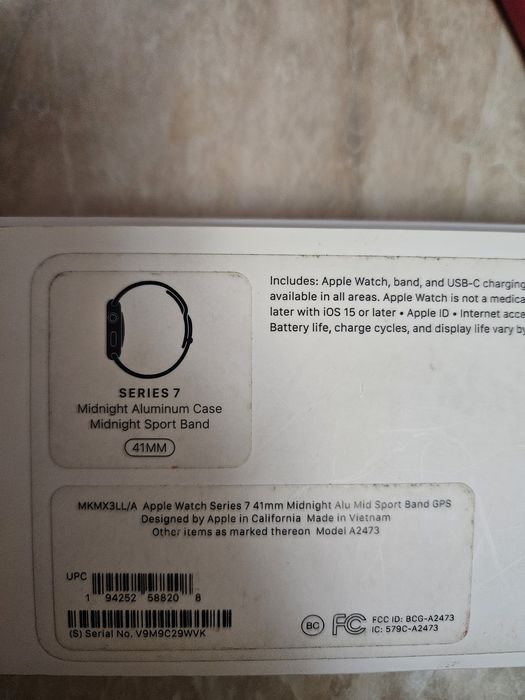 SERIES 7
Midnight Aluminum Case
Midnight Sport Band
41MM
Includes: Apple Watch, band, and USB-C charging
available in all areas. Apple Watch is not a medica
later with iOS 15 or later • Apple ID • Internet acce
Battery life, charge cycles, and display life vary by
MKMX3LL/A Apple Watch Series 7 41mm Midnight Alu Mid Sport Band GPS
Designed by Apple in California Made in Vietnam
Other items as marked thereon Model A2473
UPC
1 94252 58820 8
(S) Serial No. V9M9C29WVK
BC FC FCC ID: BCG-A2473
IC: 579C-A2473